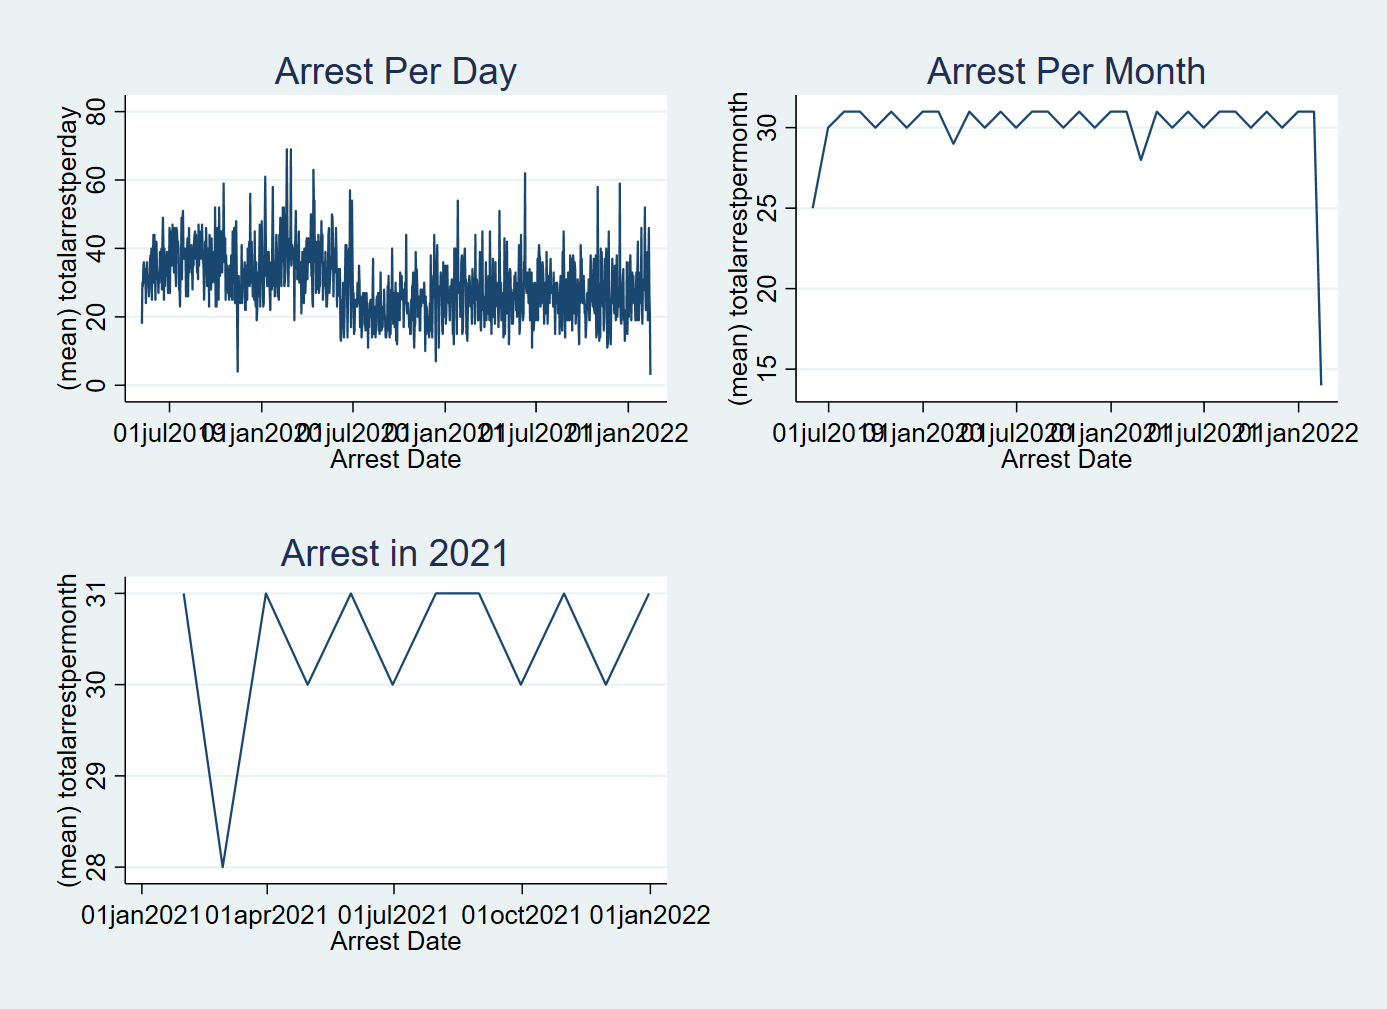 Arrest Per Day
(mean) totalarrestperday
80
60
40
20
0
01jul2019
01jan2020
01jul2020
01jan2021
01jul2021
01jan2022
Arrest Date
Arrest Per Month
(mean) totalarrestpermonth
30
25
20
15
01jul2019
01jan2020
01jul2020
01jan2021
01jul2021
01jan2022
Arrest Date
Arrest in 2021
(mean) totalarrestpermonth
31
30
29
28
01jan2021
01apr2021
01jul2021
01oct2021
01jan2022
Arrest Date